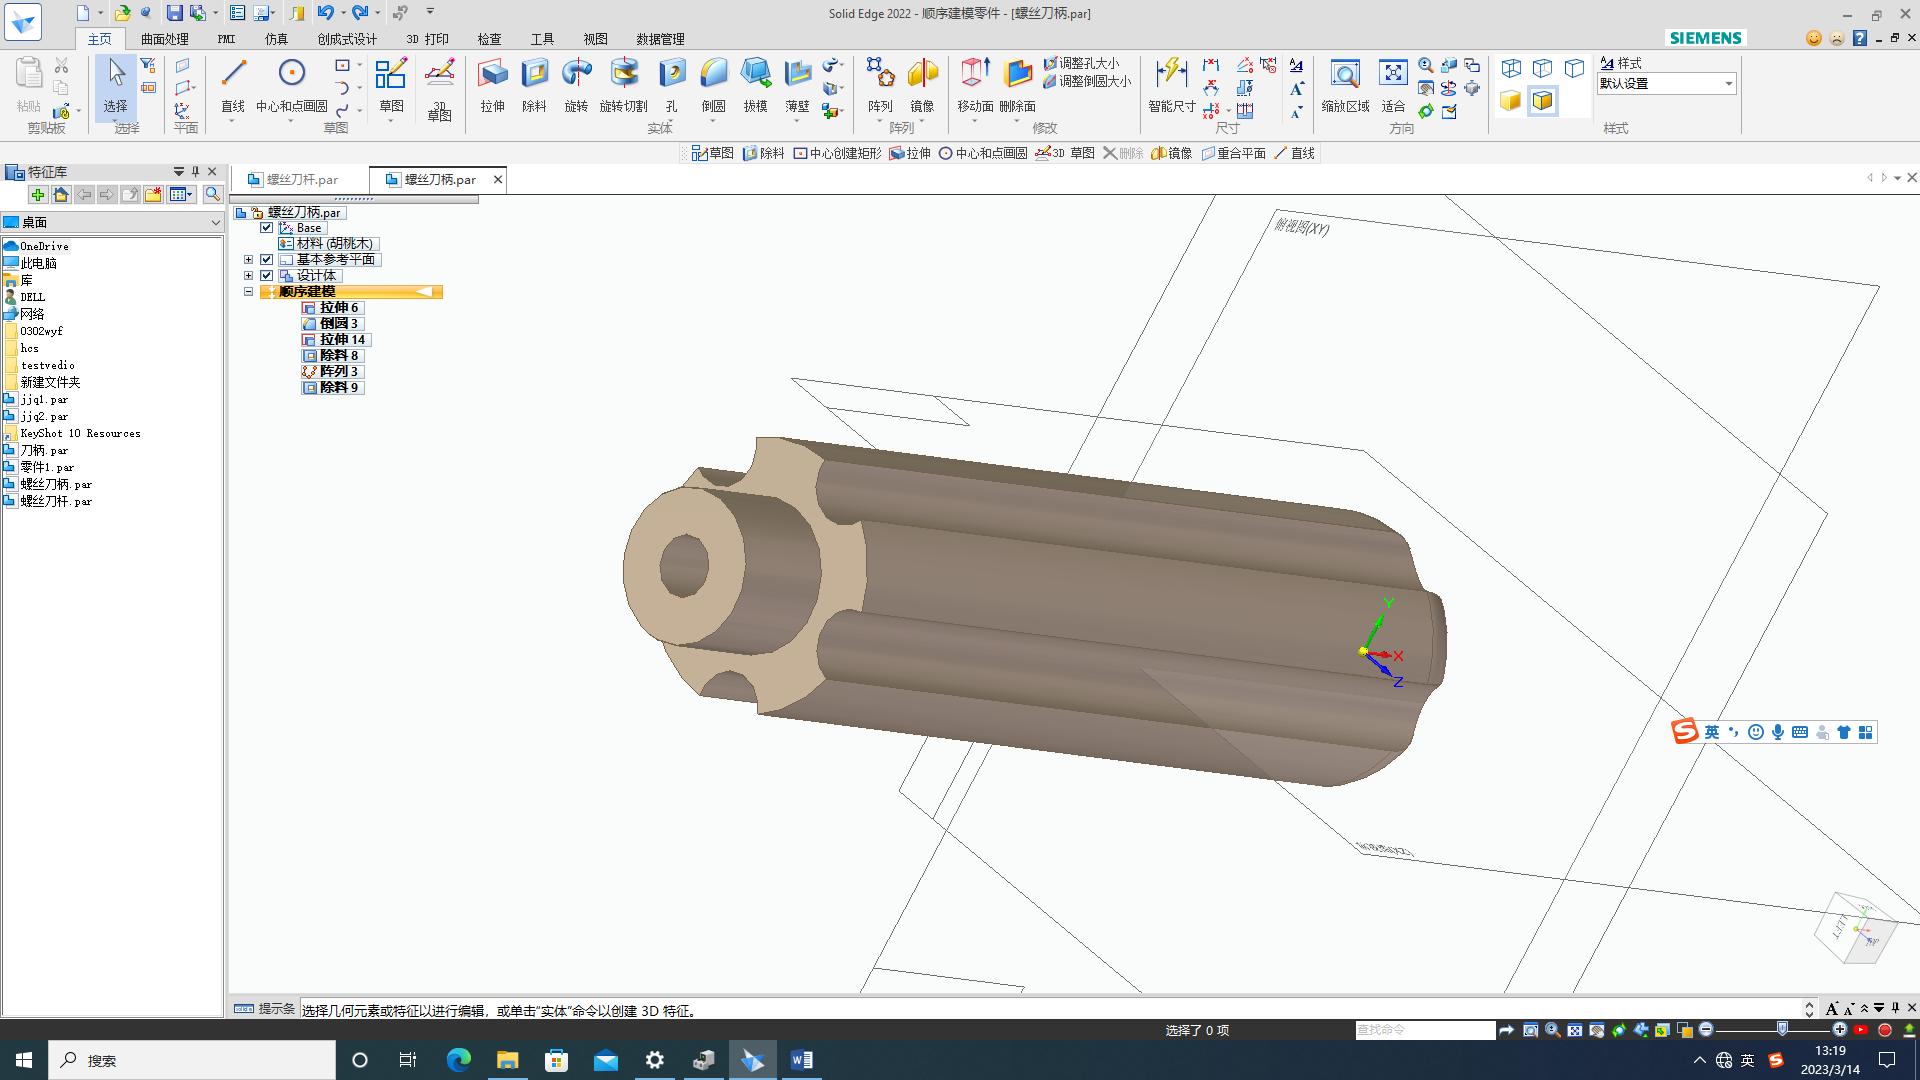 Solid Edge 2022 - 顺序建模零件 - [螺丝刀柄.par]
主页 曲面处理 PMI 仿真 创成式设计 3D 打印 检查 工具 视图 数据管理
SIEMENS
粘贴 选择 直线 中心和点画圆 草图 3D 草图 拉伸 除料 旋转 旋转切割 孔 倒圆 拔模 薄壁 阵列 镜像 移动面 删除面 调整孔大小 调整倒圆大小 智能尺寸 缩放区域 适合 样式 默认设置
剪贴板 选择 平面 草图 实体 阵列 修改 尺寸 方向 样式
草图 除料 中心创建矩形 拉伸 中心和点画圆 3D 草图 删除 镜像 重合平面 直线
特征库
桌面
OneDrive
此电脑
库
DELL
网络
0302wyf
hcs
testvedio
新建文件夹
jjq1.par
jjq2.par
KeyShot 10 Resources
刀柄.par
零件1.par
螺丝刀柄.par
螺丝刀杆.par
螺丝刀杆.par 螺丝刀柄.par
螺丝刀柄.par
Base
材料 (胡桃木)
基本参考平面
设计体
顺序建模
拉伸 6
倒圆 3
拉伸 14
除料 8
阵列 3
除料 9
俯视图(XY)
Y
X
Z
LEFT
英
提示条 选择几何元素或特征以进行编辑，或单击“实体”命令以创建 3D 特征。
选择了 0 项
查找命令
搜索
英
13:19
2023/3/14